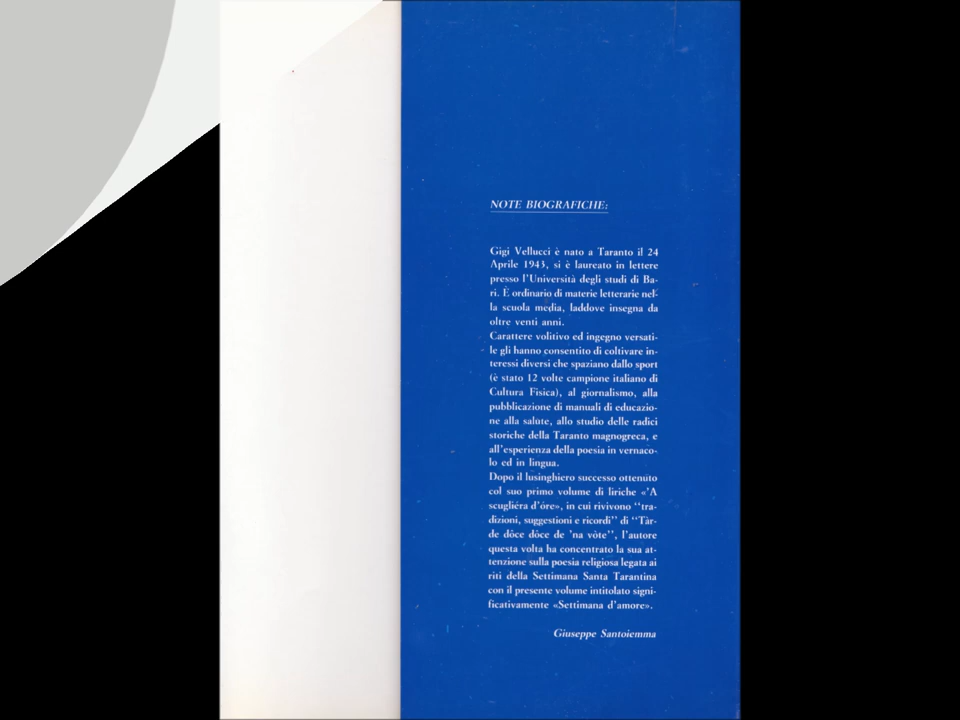 NOTE BIOGRAFICHE:
Gigi Vellucci è nato a Taranto il 24
Aprile 1943, si è laureato in lettere
presso l'Università degli studi di Ba-
ri. È ordinario di materie letterarie nel-
la scuola media, laddove insegna da
oltre venti anni.
Carattere volitivo ed ingegno versati-
le gli hanno consentito di coltivare in-
teressi diversi che spaziano dallo sport
(è stato 12 volte campione italiano di
Cultura Fisica), al giornalismo, alla
pubblicazione di manuali di educazio-
ne alla salute, allo studio delle radici
storiche della Taranto magnogreca, e
all'esperienza della poesia in vernaco-
lo ed in lingua.
Dopo il lusinghiero successo ottenuto
col suo primo volume di liriche «'A
scugliéra d'óre», in cui rivivono "tra-
dizioni, suggestioni e ricordi" di "Tàr-
de dôce dôce de 'na vòte", l'autore
questa volta ha concentrato la sua at-
tenzione sulla poesia religiosa legata ai
riti della Settimana Santa Tarantina
con il presente volume intitolato signi-
ficativamente «Settimana d'amore».
Giuseppe Santoiemma